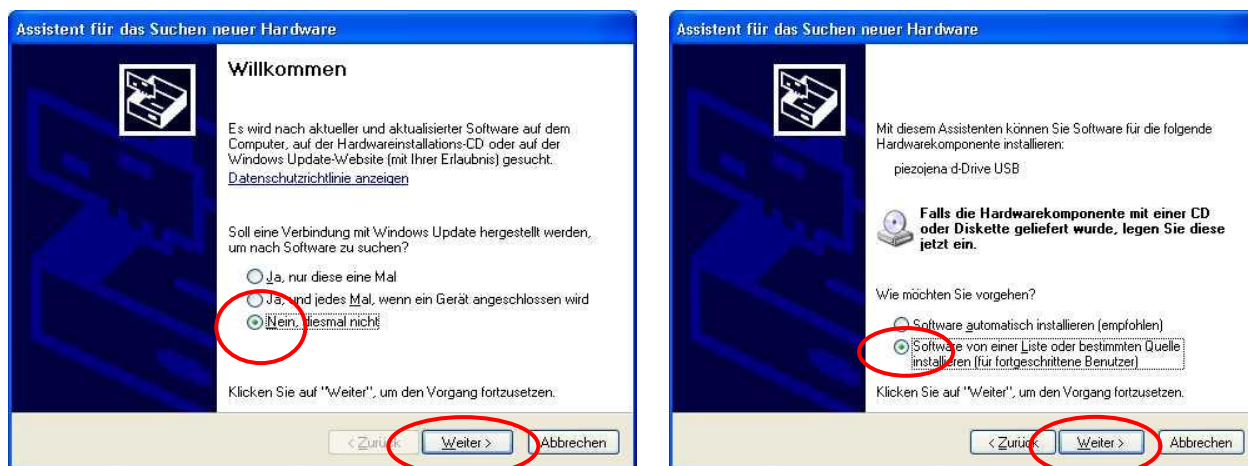 Assistent für das Suchen neuer Hardware
Willkommen
Es wird nach aktueller und aktualisierter Software auf dem
Computer, auf der Hardwareinstallations-CD oder auf der
Windows Update-Website (mit Ihrer Erlaubnis) gesucht.
Datenschutzrichtlinie anzeigen
Soll eine Verbindung mit Windows Update hergestellt werden,
um nach Software zu suchen?
Ja, nur diese eine Mal
Ja, und jedes Mal, wenn ein Gerät angeschlossen wird
Nein, diesmal nicht
Klicken Sie auf "Weiter", um den Vorgang fortzusetzen.
< Zurück Weiter > Abbrechen
Assistent für das Suchen neuer Hardware
Mit diesem Assistenten können Sie Software für die folgende
Hardwarekomponente installieren:
piezojena d-Drive USB
Falls die Hardwarekomponente mit einer CD
oder Diskette geliefert wurde, legen Sie diese
jetzt ein.
Wie möchten Sie vorgehen?
Software automatisch installieren (empfohlen)
Software von einer Liste oder bestimmten Quelle
installieren (für fortgeschrittene Benutzer)
Klicken Sie auf "Weiter", um den Vorgang fortzusetzen.
< Zurück Weiter > Abbrechen